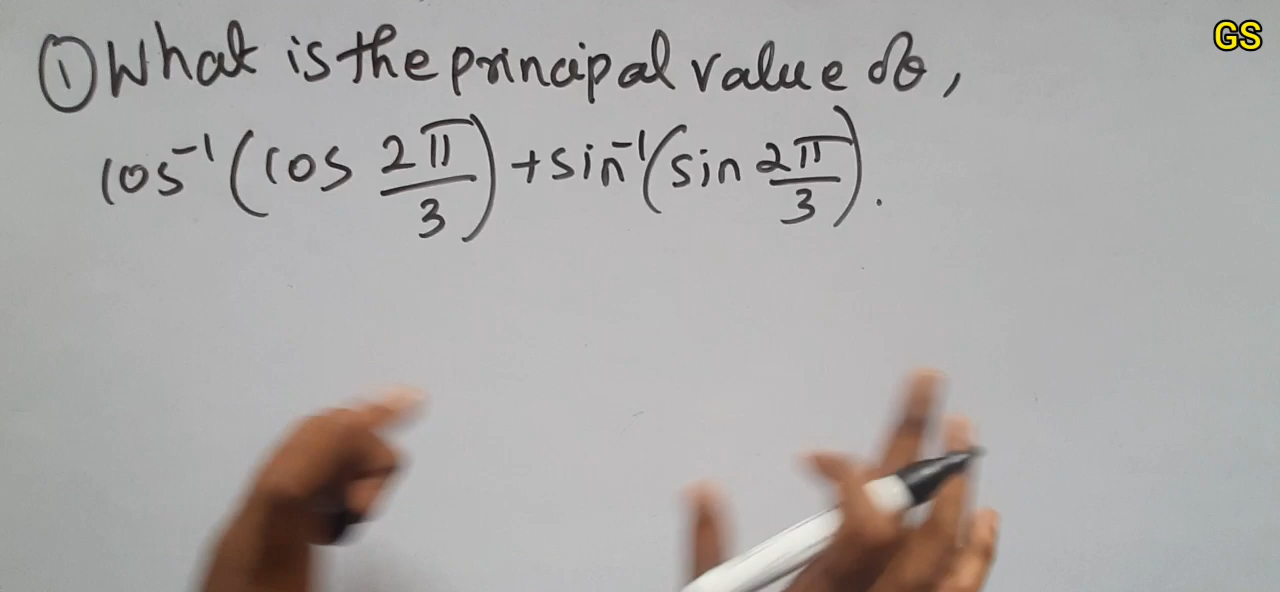 GS
① What is the principal value of,
cos⁻¹(cos 2π/3) + sin⁻¹(sin 2π/3).